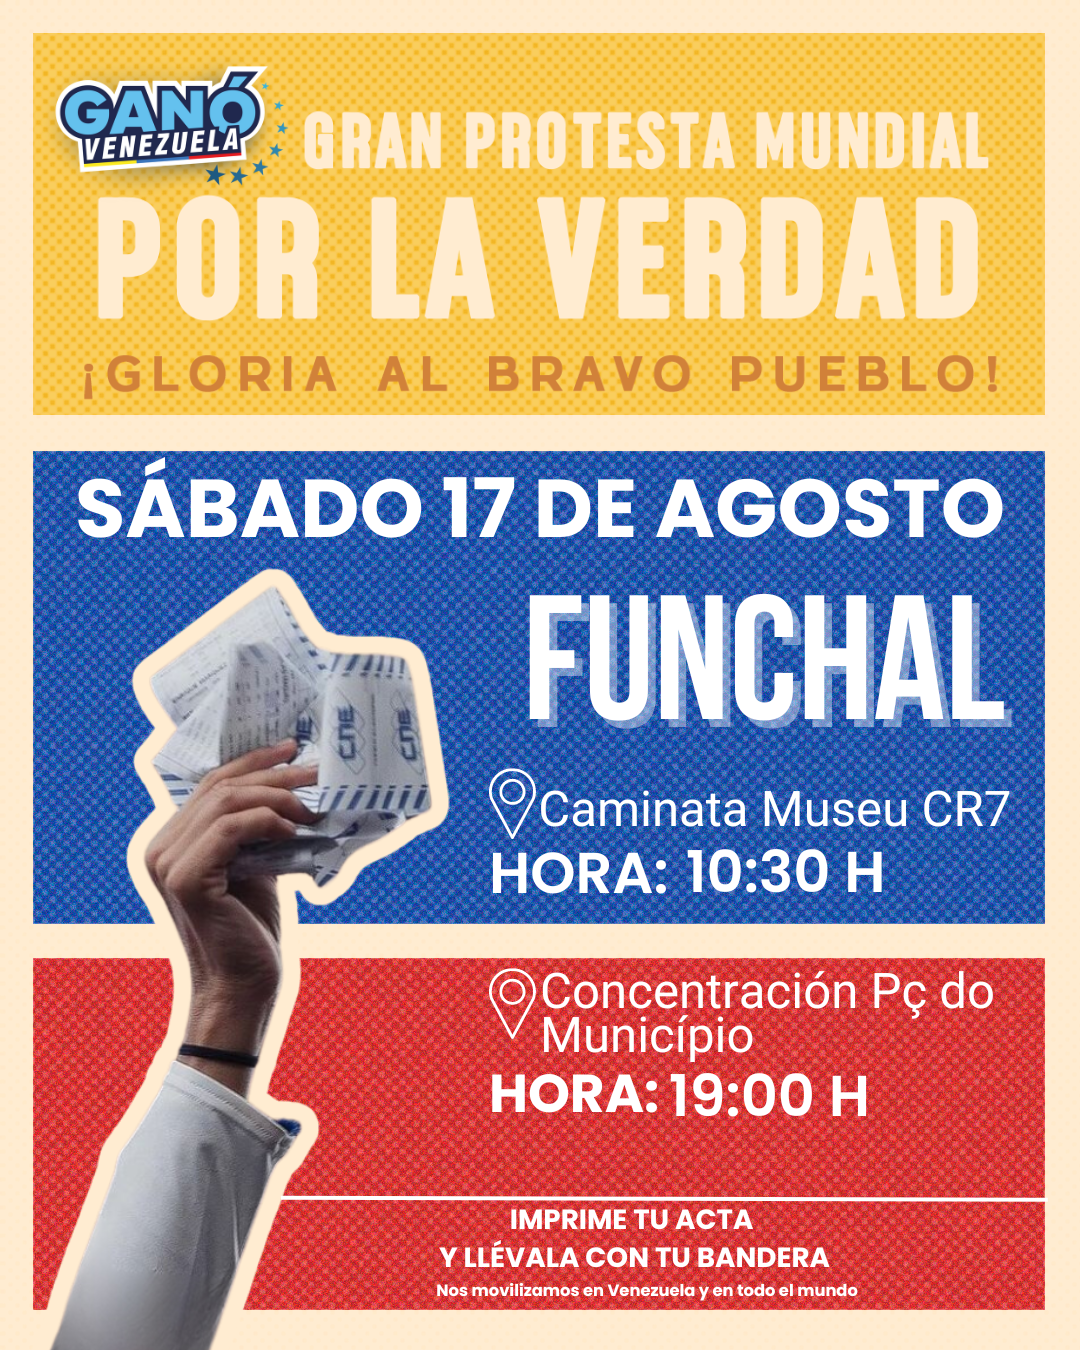 GANÓ
VENEZUELA
GRAN PROTESTA MUNDIAL
POR LA VERDAD
¡GLORIA AL BRAVO PUEBLO!
SÁBADO 17 DE AGOSTO
FUNCHAL
CNE
CNE
Caminata Museu CR7
HORA: 10:30 H
Concentración Pç do
Município
HORA: 19:00 H
IMPRIME TU ACTA
Y LLÉVALA CON TU BANDERA
Nos movilizamos en Venezuela y en todo el mundo